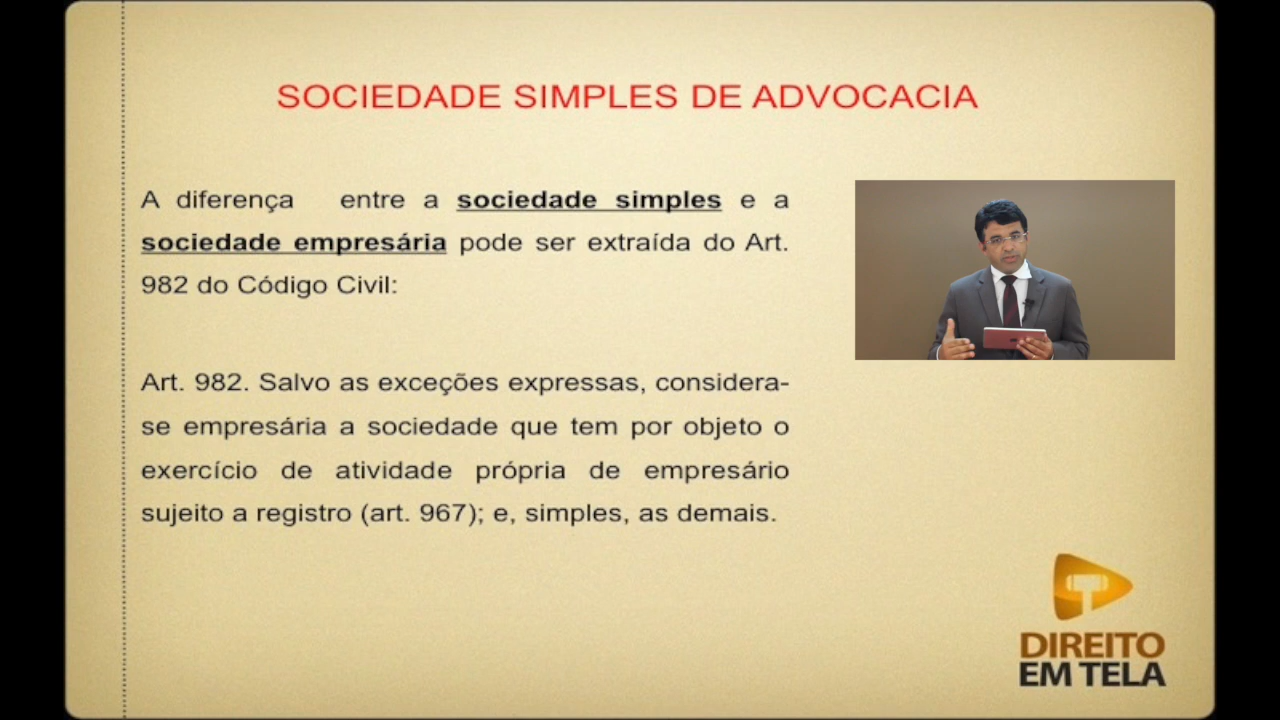 SOCIEDADE SIMPLES DE ADVOCACIA
A diferença entre a sociedade simples e a
sociedade empresária pode ser extraída do Art.
982 do Código Civil:
Art. 982. Salvo as exceções expressas, considera-
se empresária a sociedade que tem por objeto o
exercício de atividade própria de empresário
sujeito a registro (art. 967); e, simples, as demais.
DIREITO
EM TELA